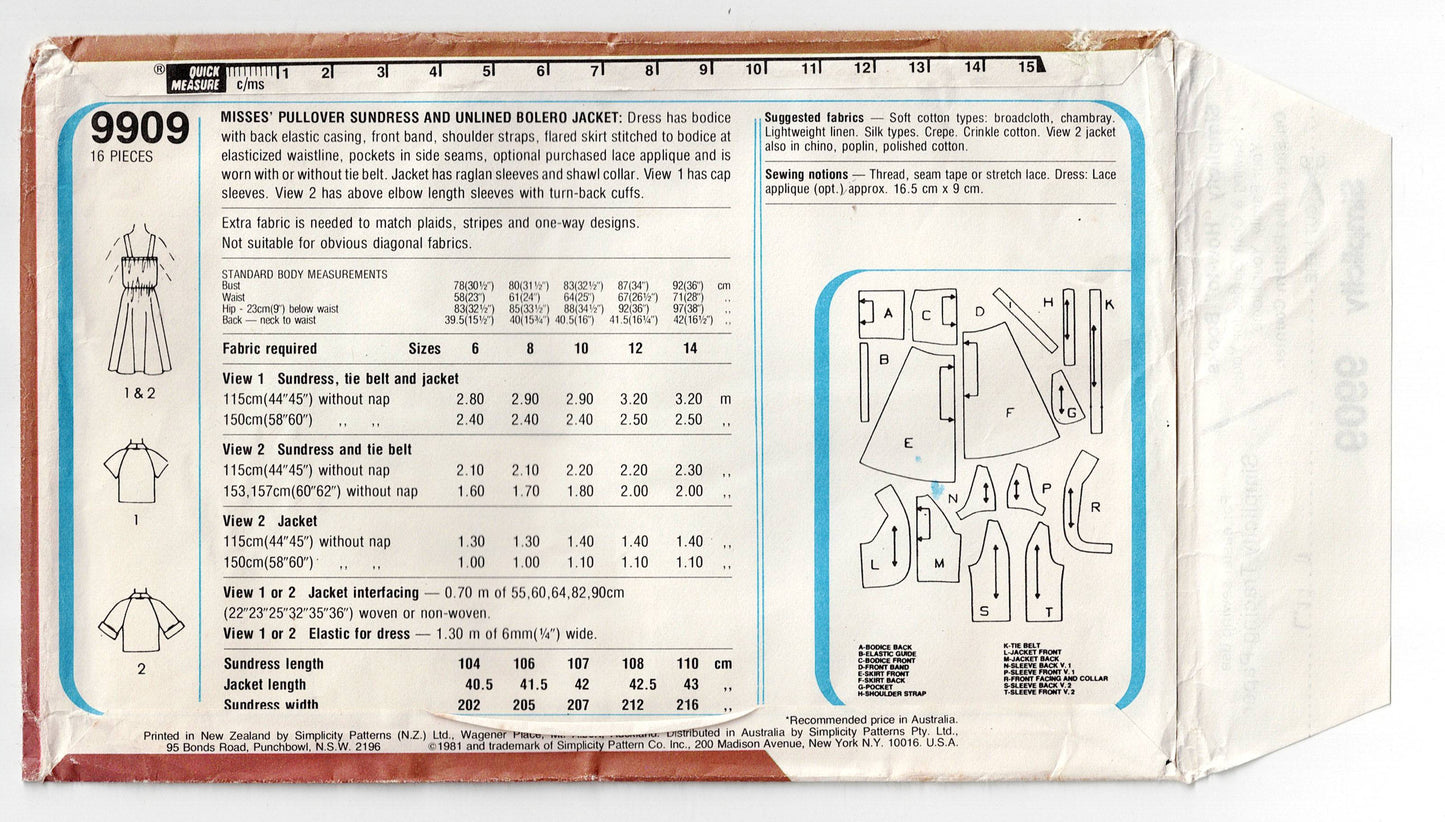 ® QUICK MEASURE c/ms 1 2 3 4 5 6 7 8 9 10 11 12 13 14 15
9909
16 PIECES
1 & 2
1
2
MISSES' PULLOVER SUNDRESS AND UNLINED BOLERO JACKET: Dress has bodice
with back elastic casing, front band, shoulder straps, flared skirt stitched to bodice at
elasticized waistline, pockets in side seams, optional purchased lace applique and is
worn with or without tie belt. Jacket has raglan sleeves and shawl collar. View 1 has cap
sleeves. View 2 has above elbow length sleeves with turn-back cuffs.
Extra fabric is needed to match plaids, stripes and one-way designs.
Not suitable for obvious diagonal fabrics.
STANDARD BODY MEASUREMENTS
Bust 78(30½") 80(31½") 83(32½") 87(34") 92(36") cm
Waist 58(23") 61(24") 64(25") 67(26½") 71(28") ,,
Hip - 23cm(9") below waist 83(32½") 85(33½") 88(34½") 92(36") 97(38") ,,
Back — neck to waist 39.5(15½") 40(15¾") 40.5(16") 41.5(16¼") 42(16½") ,,
Fabric required Sizes 6 8 10 12 14
View 1 Sundress, tie belt and jacket
115cm(44"45") without nap 2.80 2.90 2.90 3.20 3.20 m
150cm(58"60") ,, ,, 2.40 2.40 2.40 2.50 2.50 ,,
View 2 Sundress and tie belt
115cm(44"45") without nap 2.10 2.10 2.20 2.20 2.30 ,,
153,157cm(60"62") without nap 1.60 1.70 1.80 2.00 2.00 ,,
View 2 Jacket
115cm(44"45") without nap 1.30 1.30 1.40 1.40 1.40 ,,
150cm(58"60") ,, ,, 1.00 1.00 1.10 1.10 1.10 ,,
View 1 or 2 Jacket interfacing — 0.70 m of 55,60,64,82,90cm
(22"23"25"32"35"36") woven or non-woven.
View 1 or 2 Elastic for dress — 1.30 m of 6mm(¼") wide.
Sundress length 104 106 107 108 110 cm
Jacket length 40.5 41.5 42 42.5 43 ,,
Sundress width 202 205 207 212 216 ,,
Suggested fabrics — Soft cotton types: broadcloth, chambray.
Lightweight linen. Silk types. Crepe. Crinkle cotton. View 2 jacket
also in chino, poplin, polished cotton.
Sewing notions — Thread, seam tape or stretch lace. Dress: Lace
applique (opt.) approx. 16.5 cm x 9 cm.
A C D I H K
B E F G
L M N P R
S T
A-BODICE BACK
B-ELASTIC GUIDE
C-BODICE FRONT
D-FRONT BAND
E-SKIRT FRONT
F-SKIRT BACK
G-POCKET
H-SHOULDER STRAP
K-TIE BELT
L-JACKET FRONT
M-JACKET BACK
N-SLEEVE BACK V. 1
P-SLEEVE FRONT V. 1
R-FRONT FACING AND COLLAR
S-SLEEVE BACK V. 2
T-SLEEVE FRONT V. 2
*Recommended price in Australia.
Printed in New Zealand by Simplicity Patterns (N.Z.) Ltd., Wagener Place, Distributed in Australia by Simplicity Patterns Pty. Ltd.,
95 Bonds Road, Punchbowl, N.S.W. 2196 ©1981 and trademark of Simplicity Pattern Co. Inc., 200 Madison Avenue, New York N.Y. 10016. U.S.A.